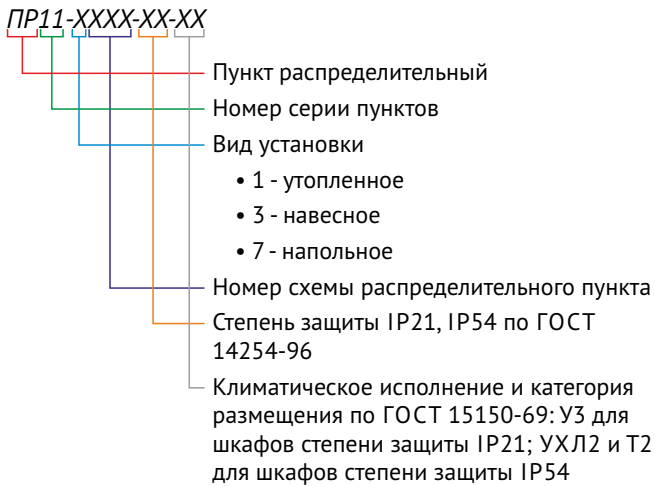 ПР11-ХХХХ-ХХ-ХХ
Пункт распределительный
Номер серии пунктов
Вид установки
• 1 - утопленное
• 3 - навесное
• 7 - напольное
Номер схемы распределительного пункта
Степень защиты IP21, IP54 по ГОСТ
14254-96
Климатическое исполнение и категория
размещения по ГОСТ 15150-69: У3 для
шкафов степени защиты IP21; УХЛ2 и Т2
для шкафов степени защиты IP54